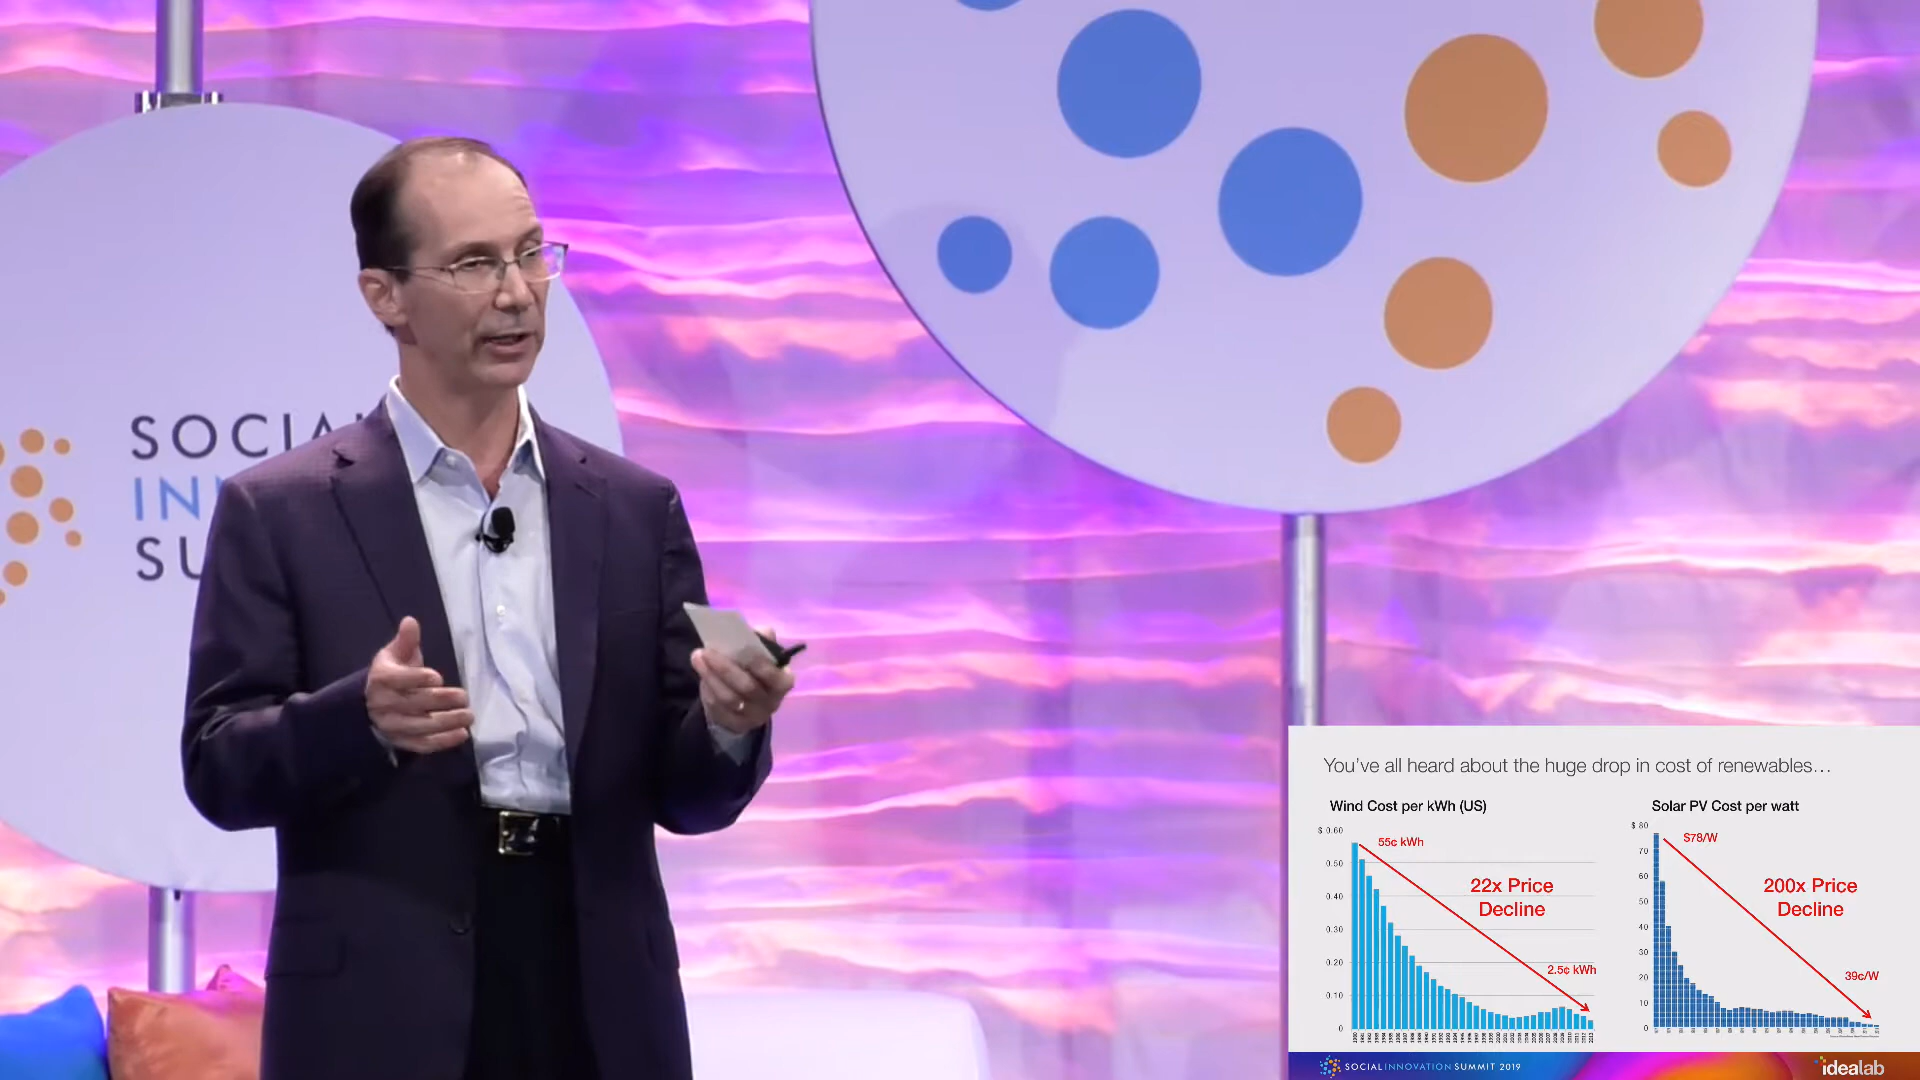 SOCIA
IN
SU
You've all heard about the huge drop in cost of renewables...
Wind Cost per kWh (US)
$ 0.60
0.50
0.40
0.30
0.20
0.10
0
55¢ kWh
22x Price
Decline
2.5¢ kWh
Solar PV Cost per watt
$ 80
70
60
50
40
30
20
10
0
$78/W
200x Price
Decline
39c/W
SOCIAL INNOVATION SUMMIT 2019
idealab